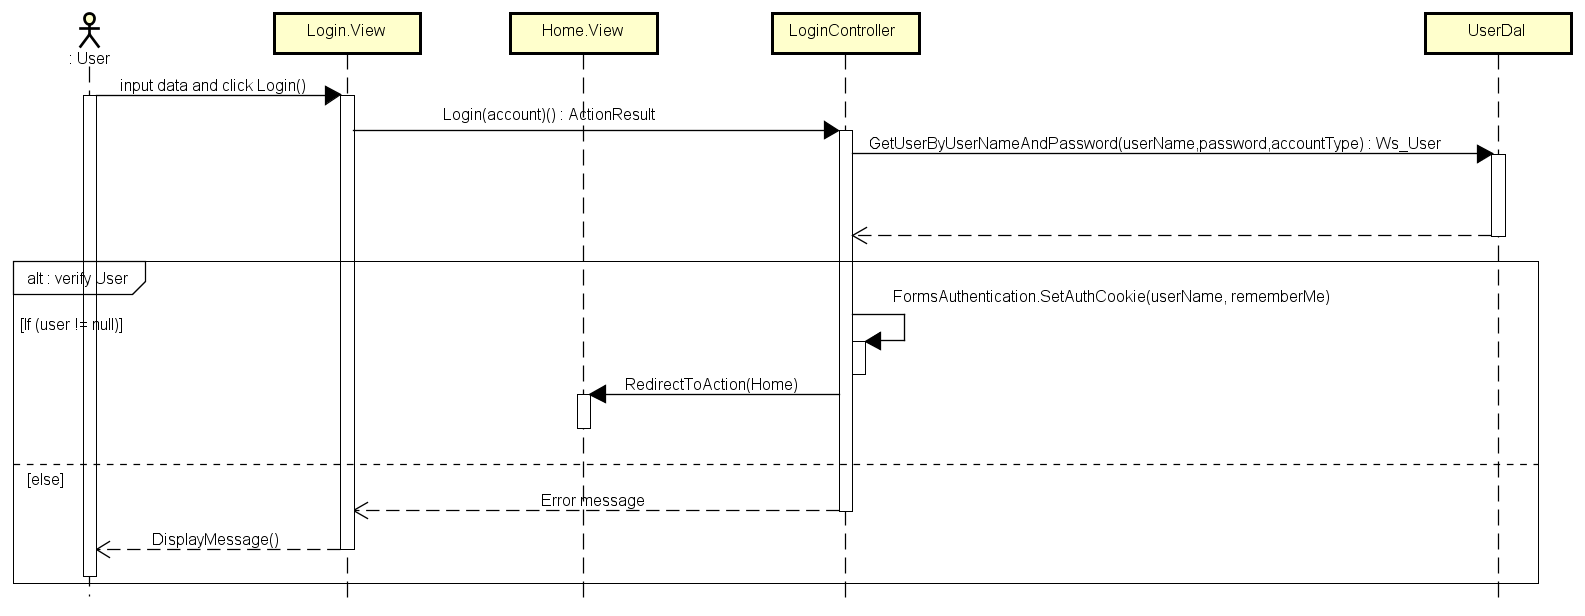 : User
Login.View
Home.View
LoginController
UserDal
input data and click Login()
Login(account)() : ActionResult
GetUserByUserNameAndPassword(userName,password,accountType) : Ws_User
alt : verify User
FormsAuthentication.SetAuthCookie(userName, rememberMe)
[If (user != null)]
RedirectToAction(Home)
[else]
Error message
DisplayMessage()